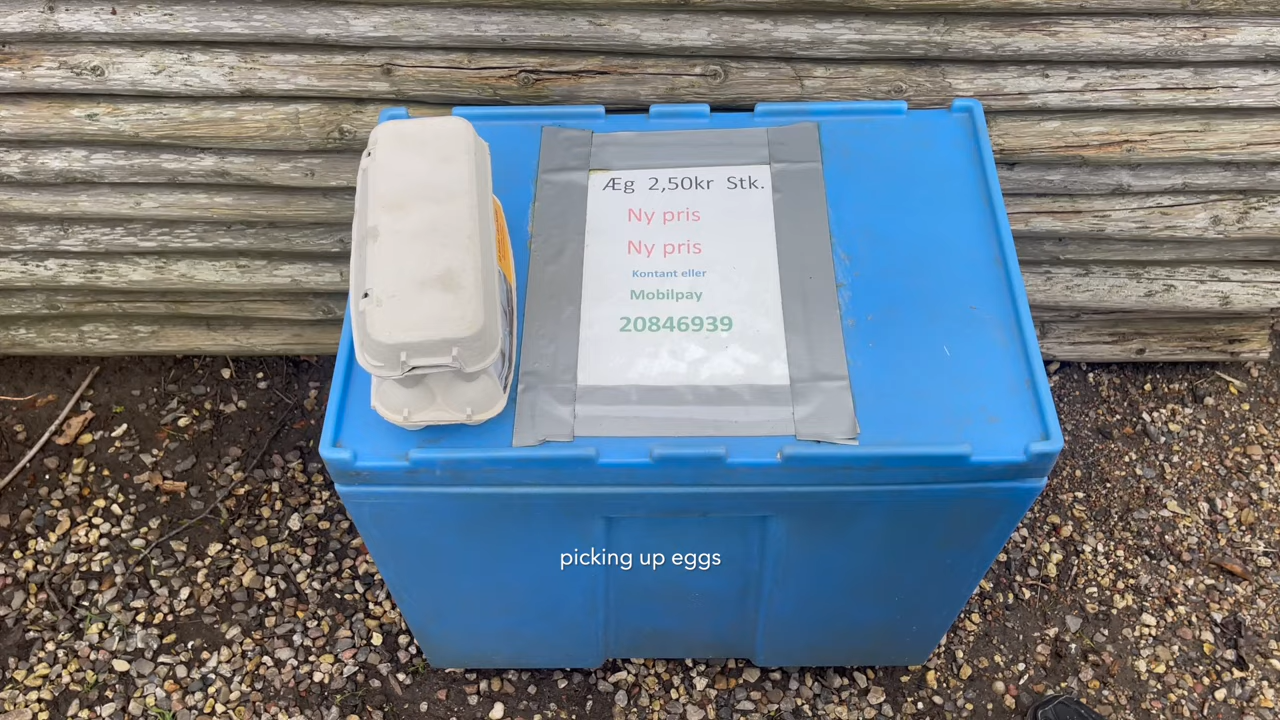 Æg 2,50kr Stk.
Ny pris
Ny pris
Kontant eller
Mobilpay
20846939
picking up eggs